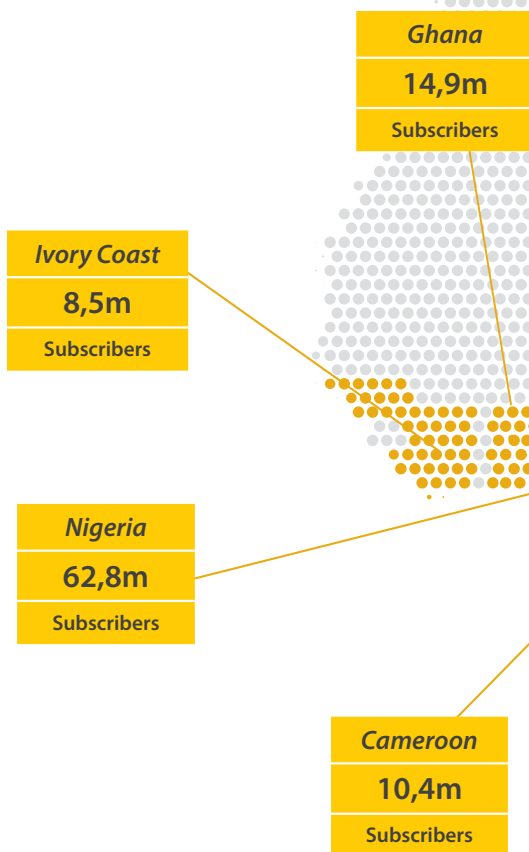 Ghana
14,9m
Subscribers
Ivory Coast
8,5m
Subscribers
Nigeria
62,8m
Subscribers
Cameroon
10,4m
Subscribers